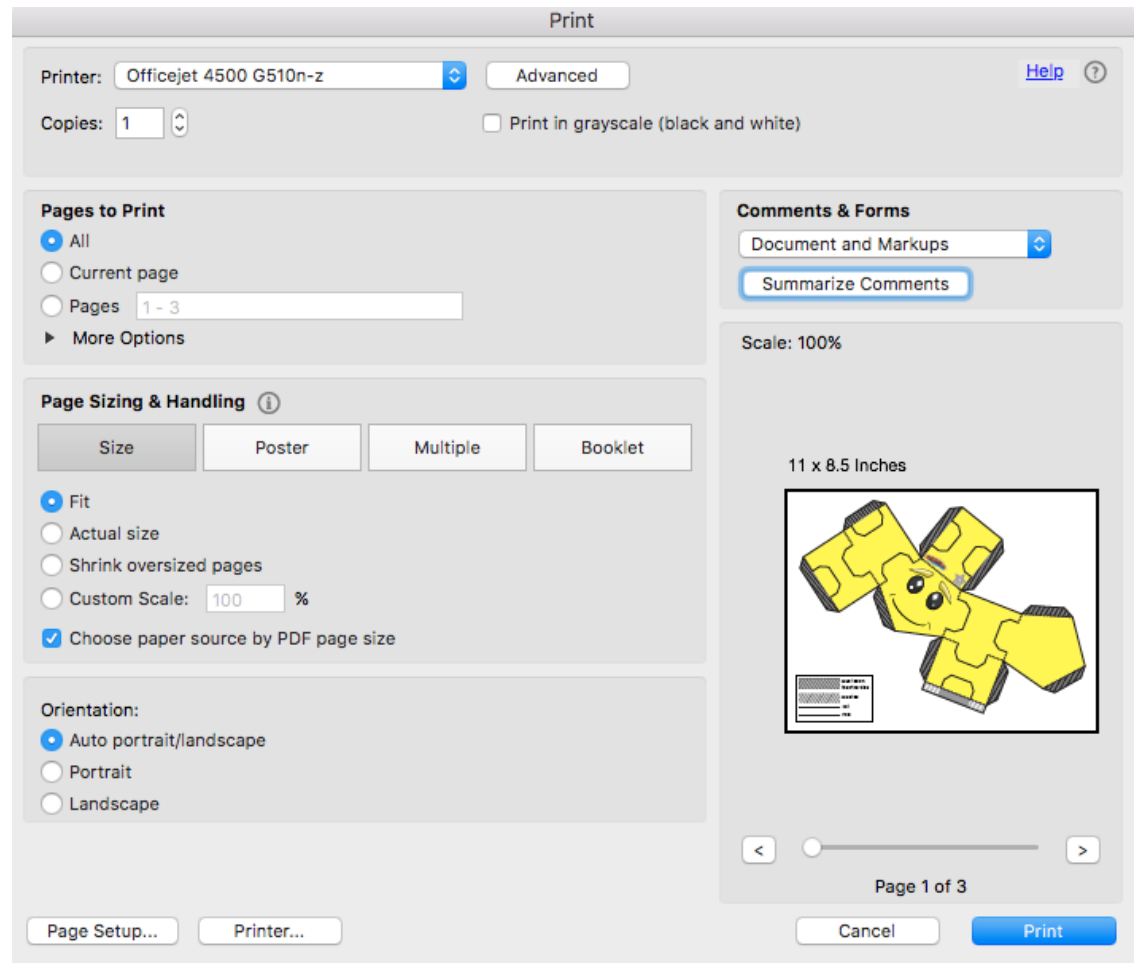 Print
Printer: Officejet 4500 G510n-z Advanced Help ?
Copies: 1 Print in grayscale (black and white)
Pages to Print
All
Current page
Pages 1 - 3
More Options
Comments & Forms
Document and Markups
Summarize Comments
Page Sizing & Handling i
Size Poster Multiple Booklet
Fit
Actual size
Shrink oversized pages
Custom Scale: 100 %
Choose paper source by PDF page size
Orientation:
Auto portrait/landscape
Portrait
Landscape
Scale: 100%
11 x 8.5 Inches
< >
Page 1 of 3
Page Setup... Printer... Cancel Print